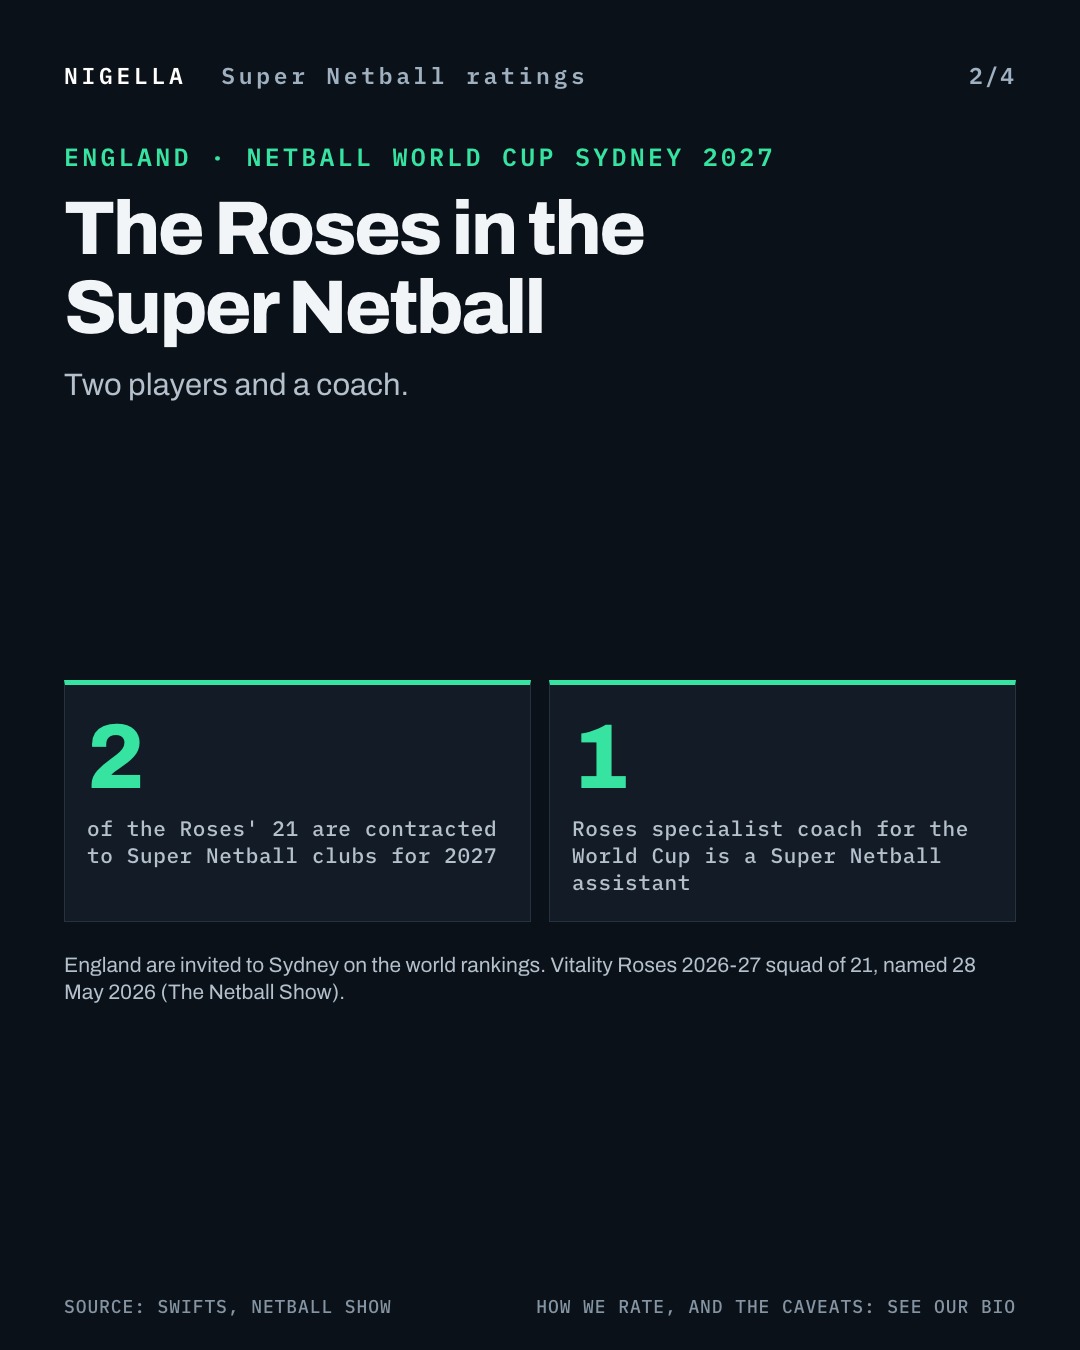 NIGELLA Super Netball ratings 2/4
ENGLAND · NETBALL WORLD CUP SYDNEY 2027
The Roses in the
Super Netball
Two players and a coach.
2
of the Roses' 21 are contracted
to Super Netball clubs for 2027
1
Roses specialist coach for the
World Cup is a Super Netball
assistant
England are invited to Sydney on the world rankings. Vitality Roses 2026-27 squad of 21, named 28
May 2026 (The Netball Show).
SOURCE: SWIFTS, NETBALL SHOW HOW WE RATE, AND THE CAVEATS: SEE OUR BIO